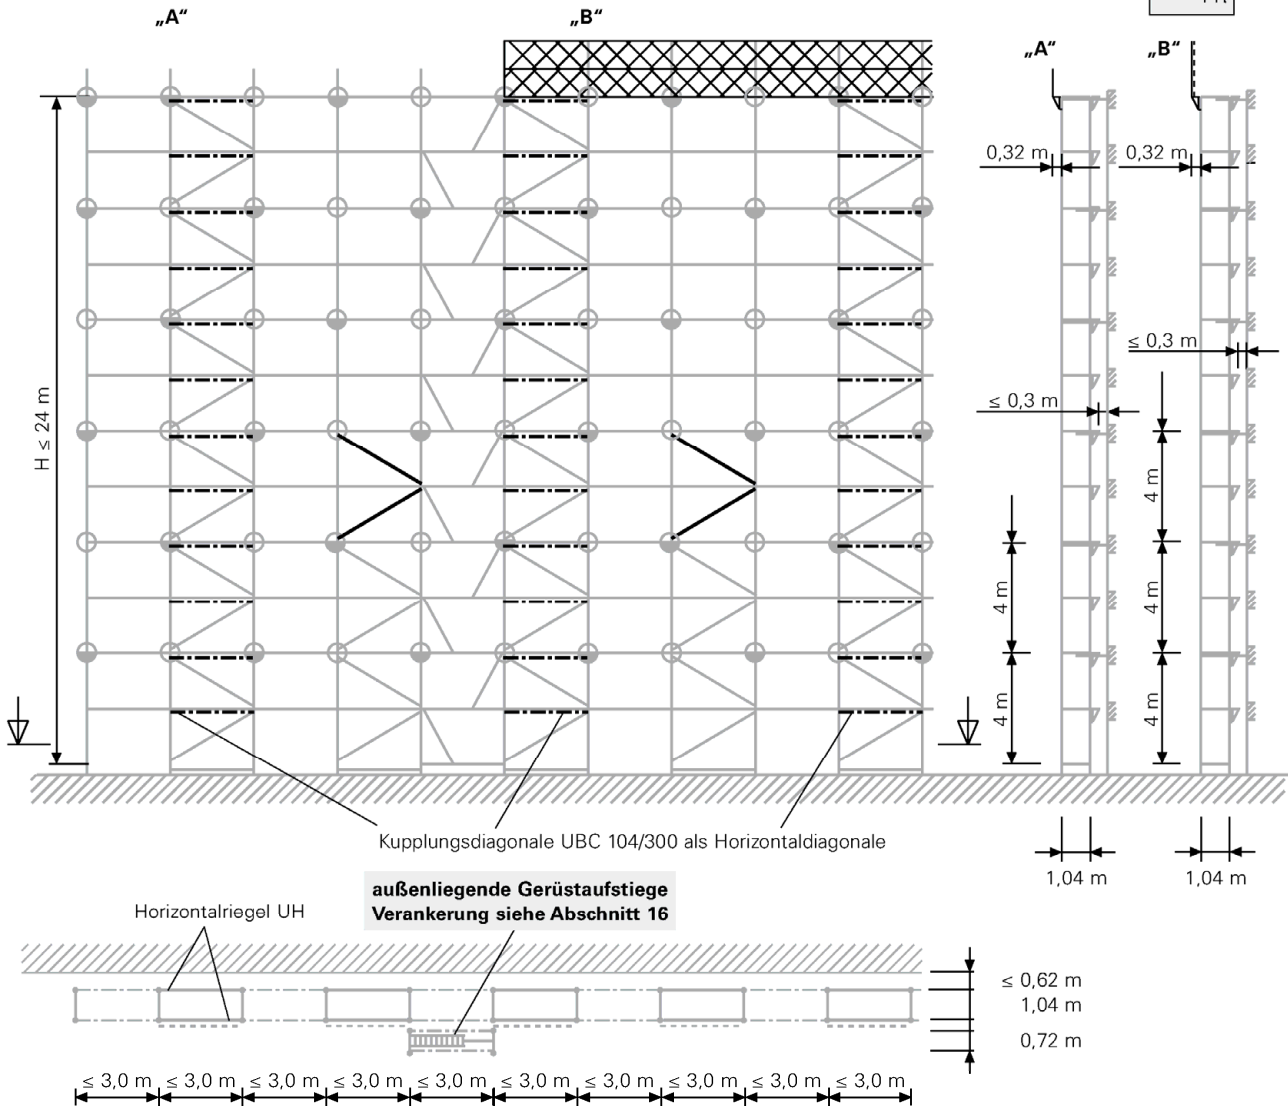 „A“
„B“
„A“
„B“
0,32 m
0,32 m
≤ 0,3 m
≤ 0,3 m
H ≤ 24 m
4 m
4 m
4 m
4 m
4 m
Kupplungsdiagonale UBC 104/300 als Horizontaldiagonale
1,04 m
1,04 m
außenliegende Gerüstaufstiege
Verankerung siehe Abschnitt 16
Horizontalriegel UH
≤ 0,62 m
1,04 m
0,72 m
≤ 3,0 m
≤ 3,0 m
≤ 3,0 m
≤ 3,0 m
≤ 3,0 m
≤ 3,0 m
≤ 3,0 m
≤ 3,0 m
≤ 3,0 m
≤ 3,0 m